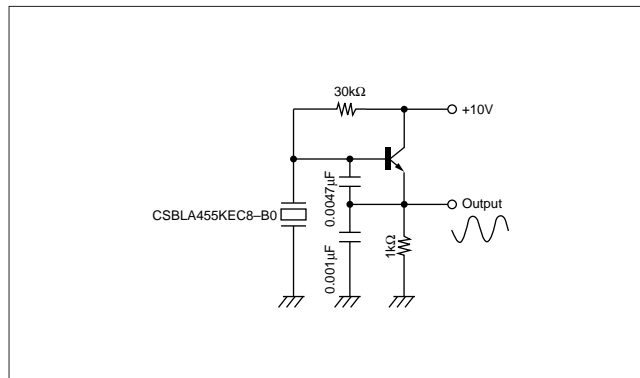 30kΩ
+10V
0.0047μF
CSBLA455KEC8–B0
Output
0.001μF
1kΩ